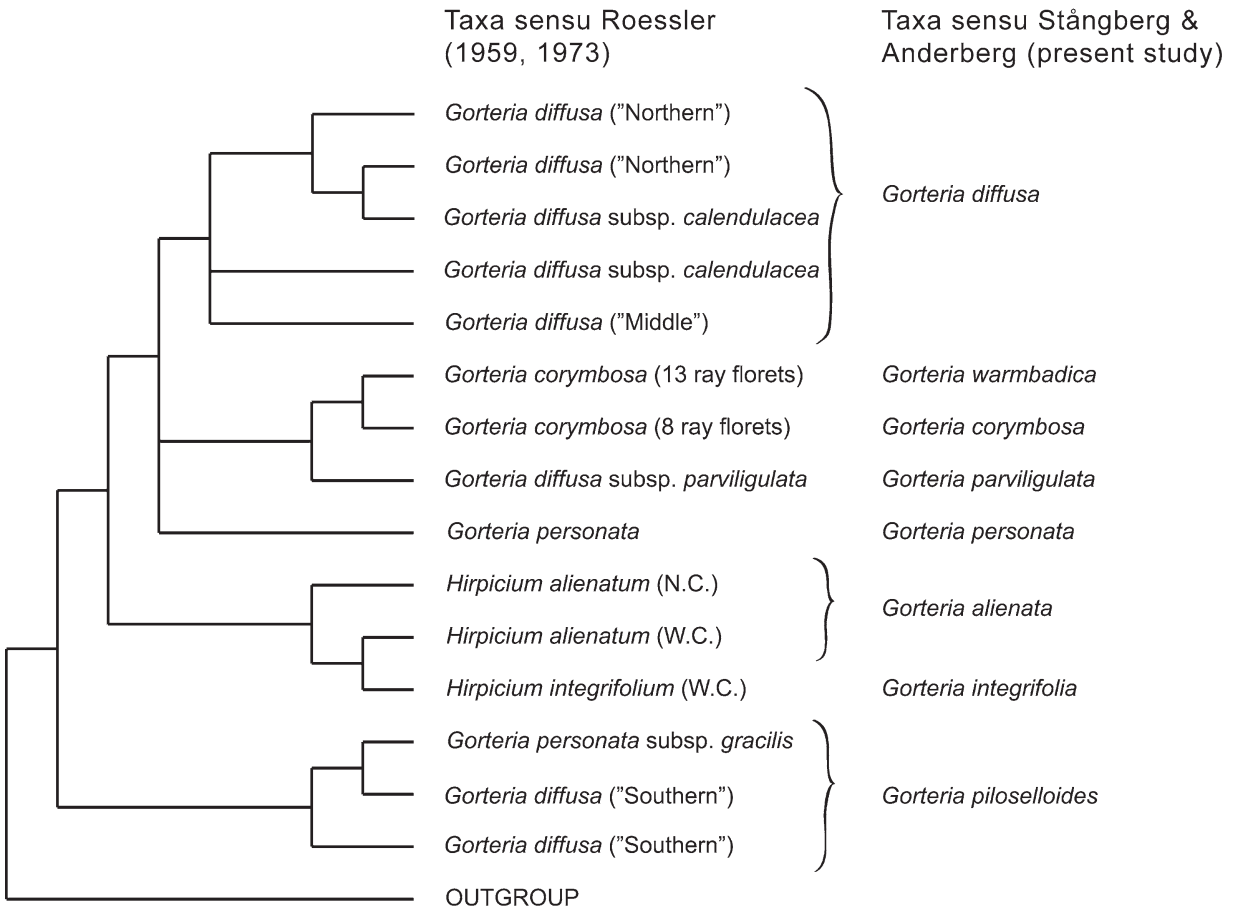 Taxa sensu Roessler
(1959, 1973)
Taxa sensu Stångberg &
Anderberg (present study)
Gorteria diffusa (”Northern”)
Gorteria diffusa (”Northern”)
Gorteria diffusa
Gorteria diffusa subsp. calendulacea
Gorteria diffusa subsp. calendulacea
Gorteria diffusa (”Middle”)
Gorteria corymbosa (13 ray florets) Gorteria warmbadica
Gorteria corymbosa (8 ray florets) Gorteria corymbosa
Gorteria diffusa subsp. parviligulata Gorteria parviligulata
Gorteria personata Gorteria personata
Hirpicium alienatum (N.C.)
Gorteria alienata
Hirpicium alienatum (W.C.)
Hirpicium integrifolium (W.C.) Gorteria integrifolia
Gorteria personata subsp. gracilis
Gorteria diffusa (”Southern”) Gorteria piloselloides
Gorteria diffusa (”Southern”)
OUTGROUP